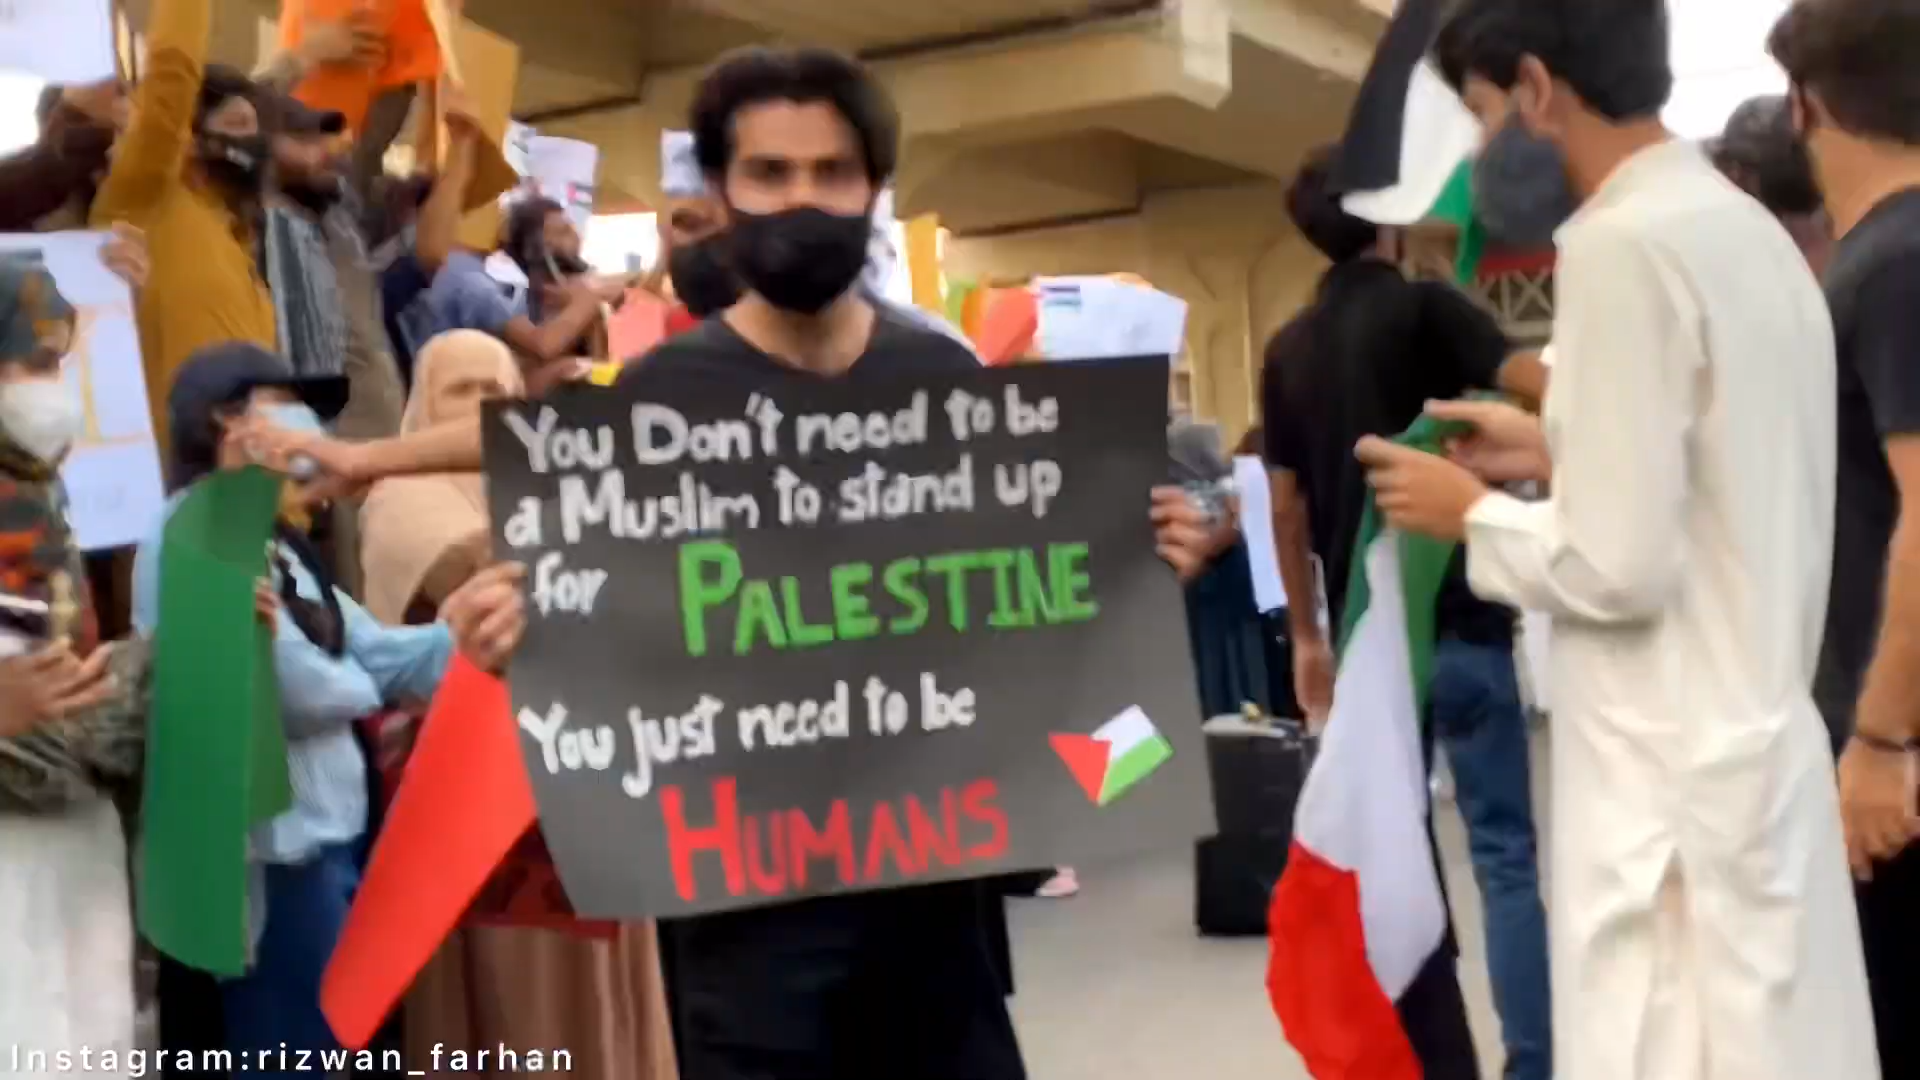 You Don't need to be
a Muslim to stand up
for PALESTINE
You just need to be
HUMANS
Instagram:rizwan_farhan